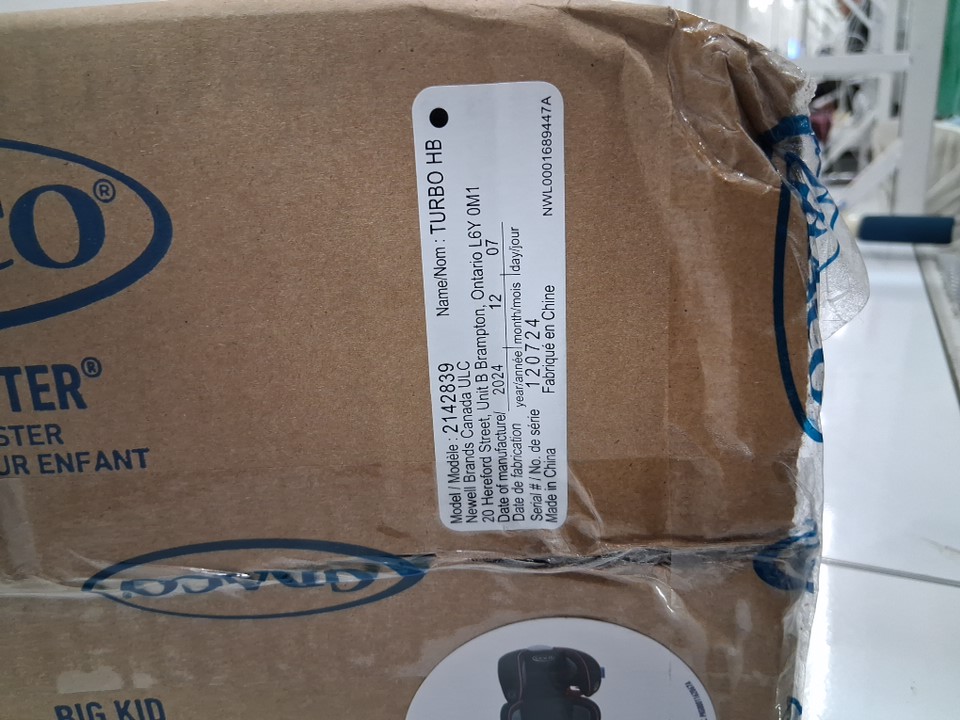 co®
TER®
STER
UR ENFANT
Model / Modèle : 2142839 Name/Nom : TURBO HB
Newell Brands Canada ULC
20 Hereford Street, Unit B Brampton, Ontario L6Y 0M1
Date of manufacture/ 2024 12 07
Date de fabrication year/année month/mois day/jour
Serial # / No. de série 120724
Made in China Fabriqué en Chine
NWL0001689447A
Graco
BIG KID